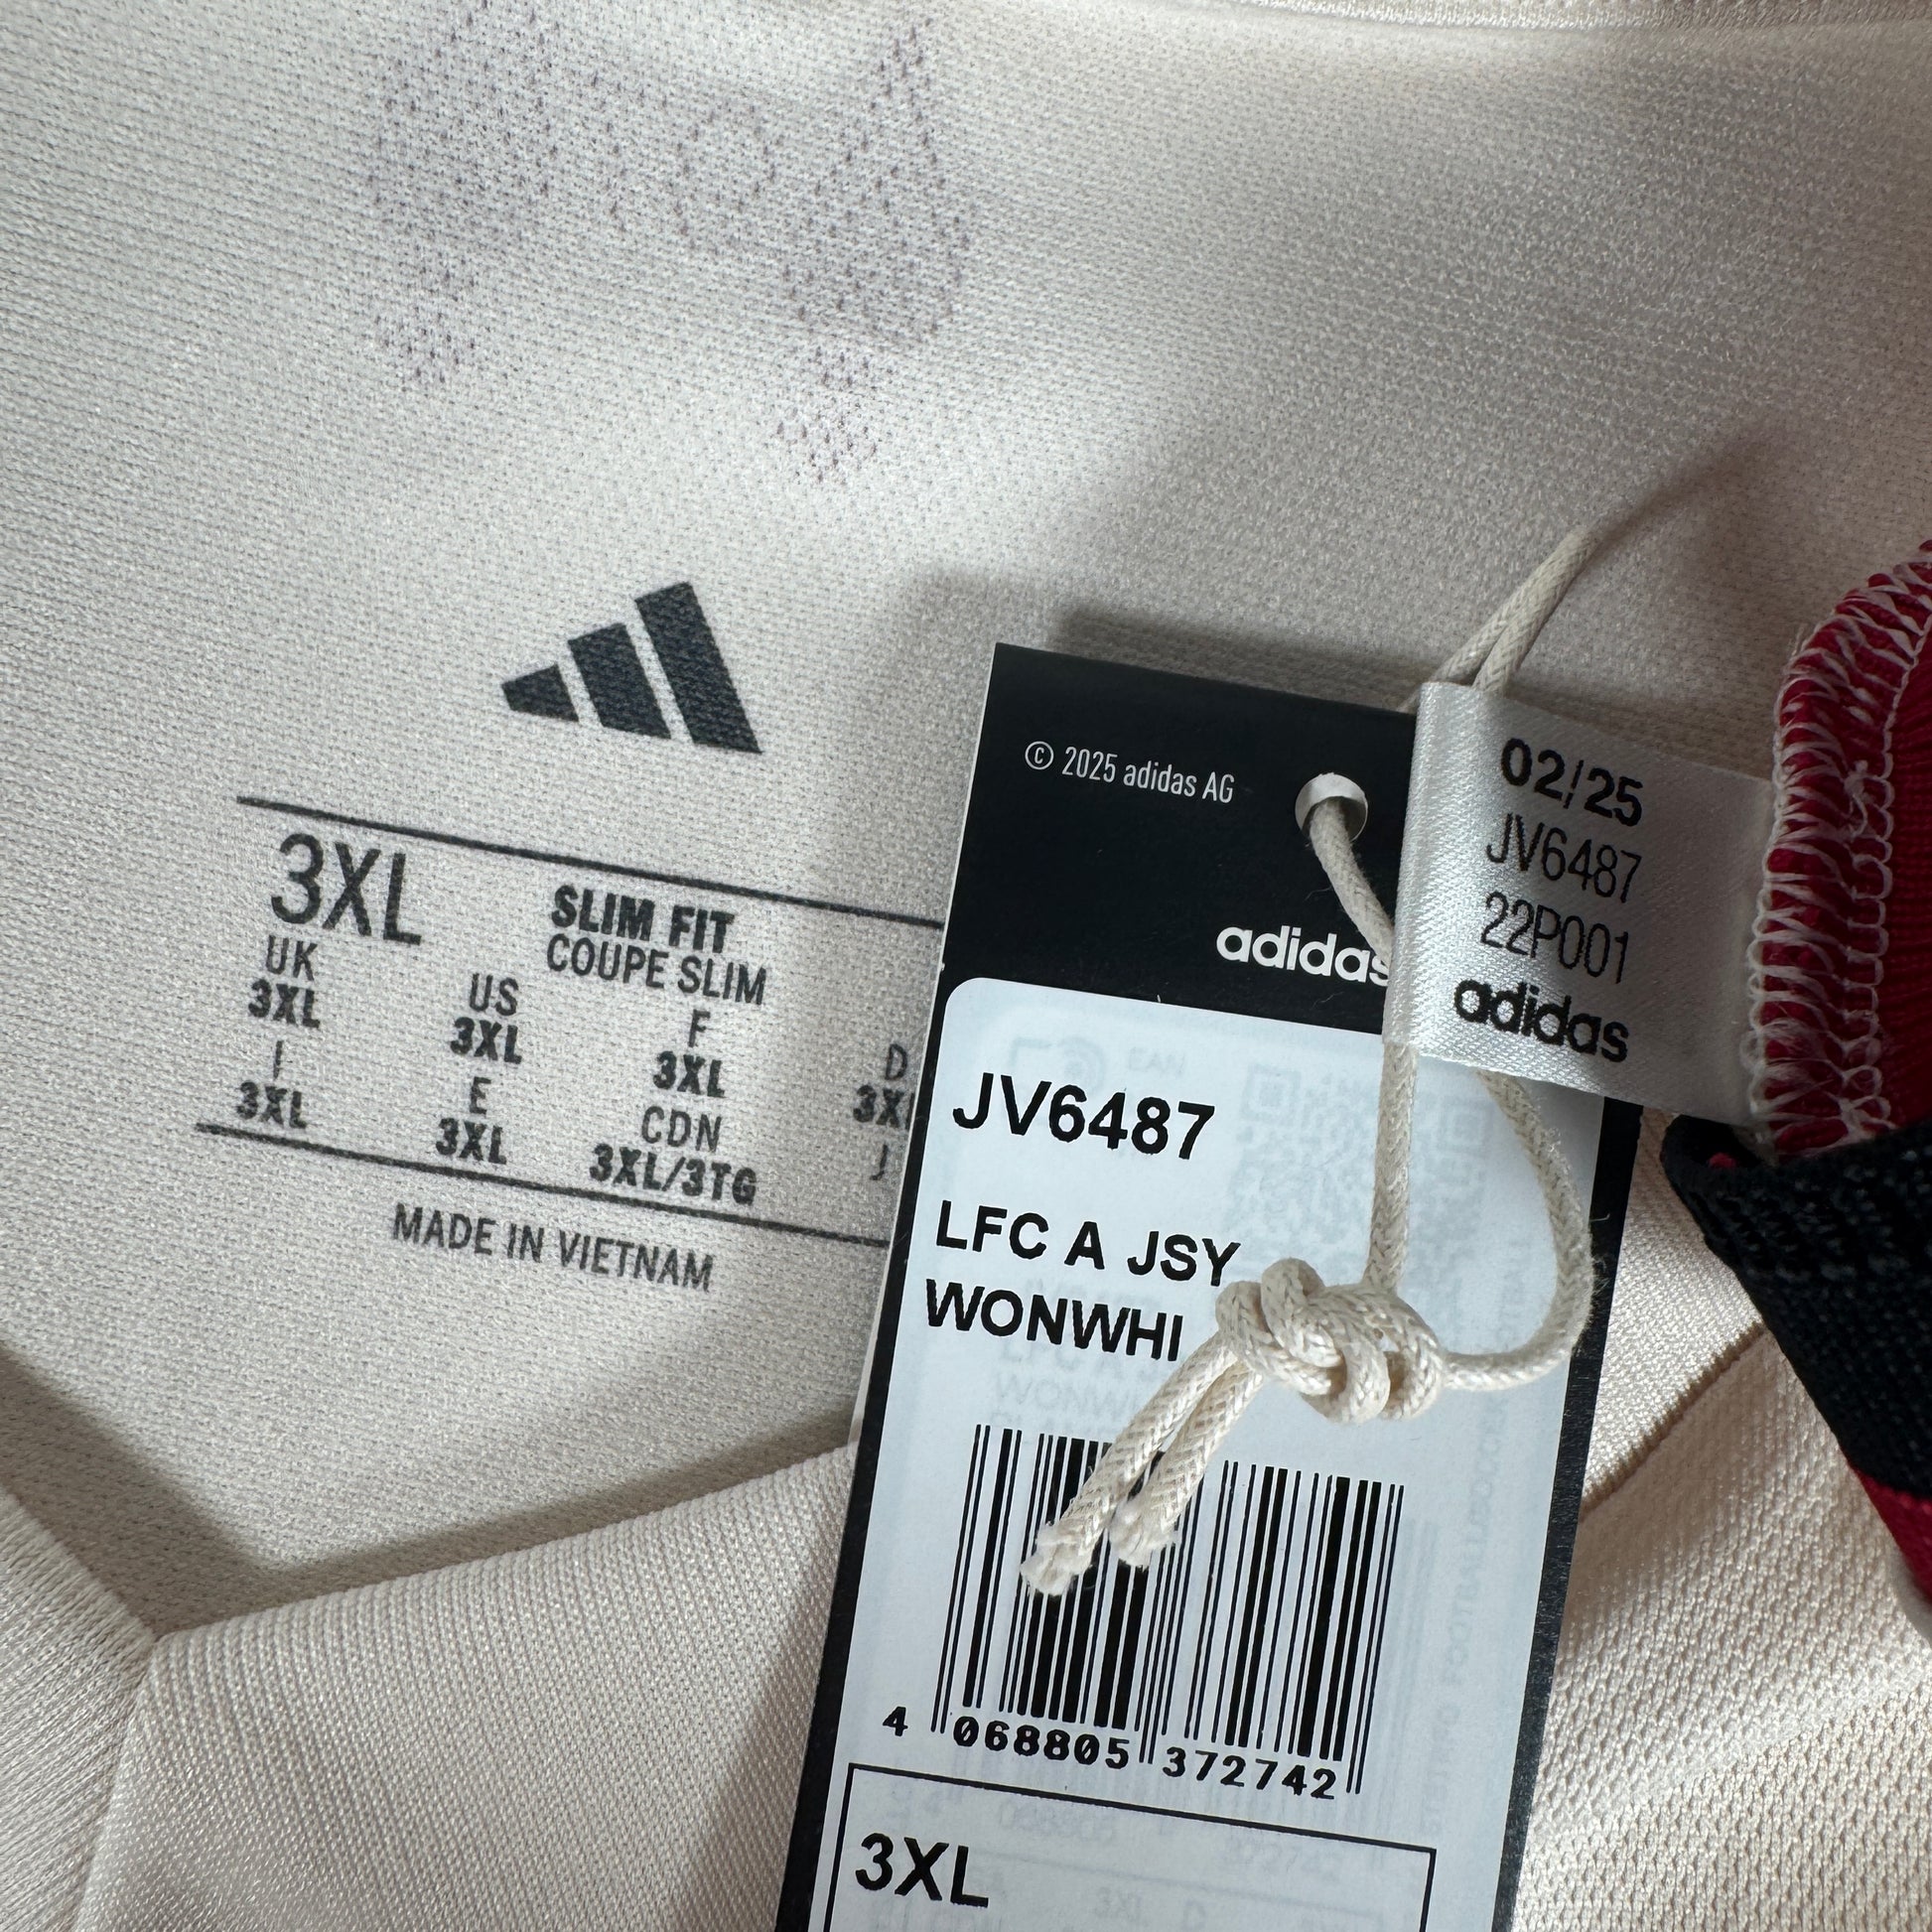 3XL
SLIM FIT
COUPE SLIM
UK
3XL
US
3XL
F
3XL
D
I
3XL
E
3XL
CDN
3XL/3TG
J
MADE IN VIETNAM
© 2025 adidas AG
adidas
02/25
JV6487
22P001
adidas
JV6487
LFC A JSY
WONWHI
4 068805 372742
3XL